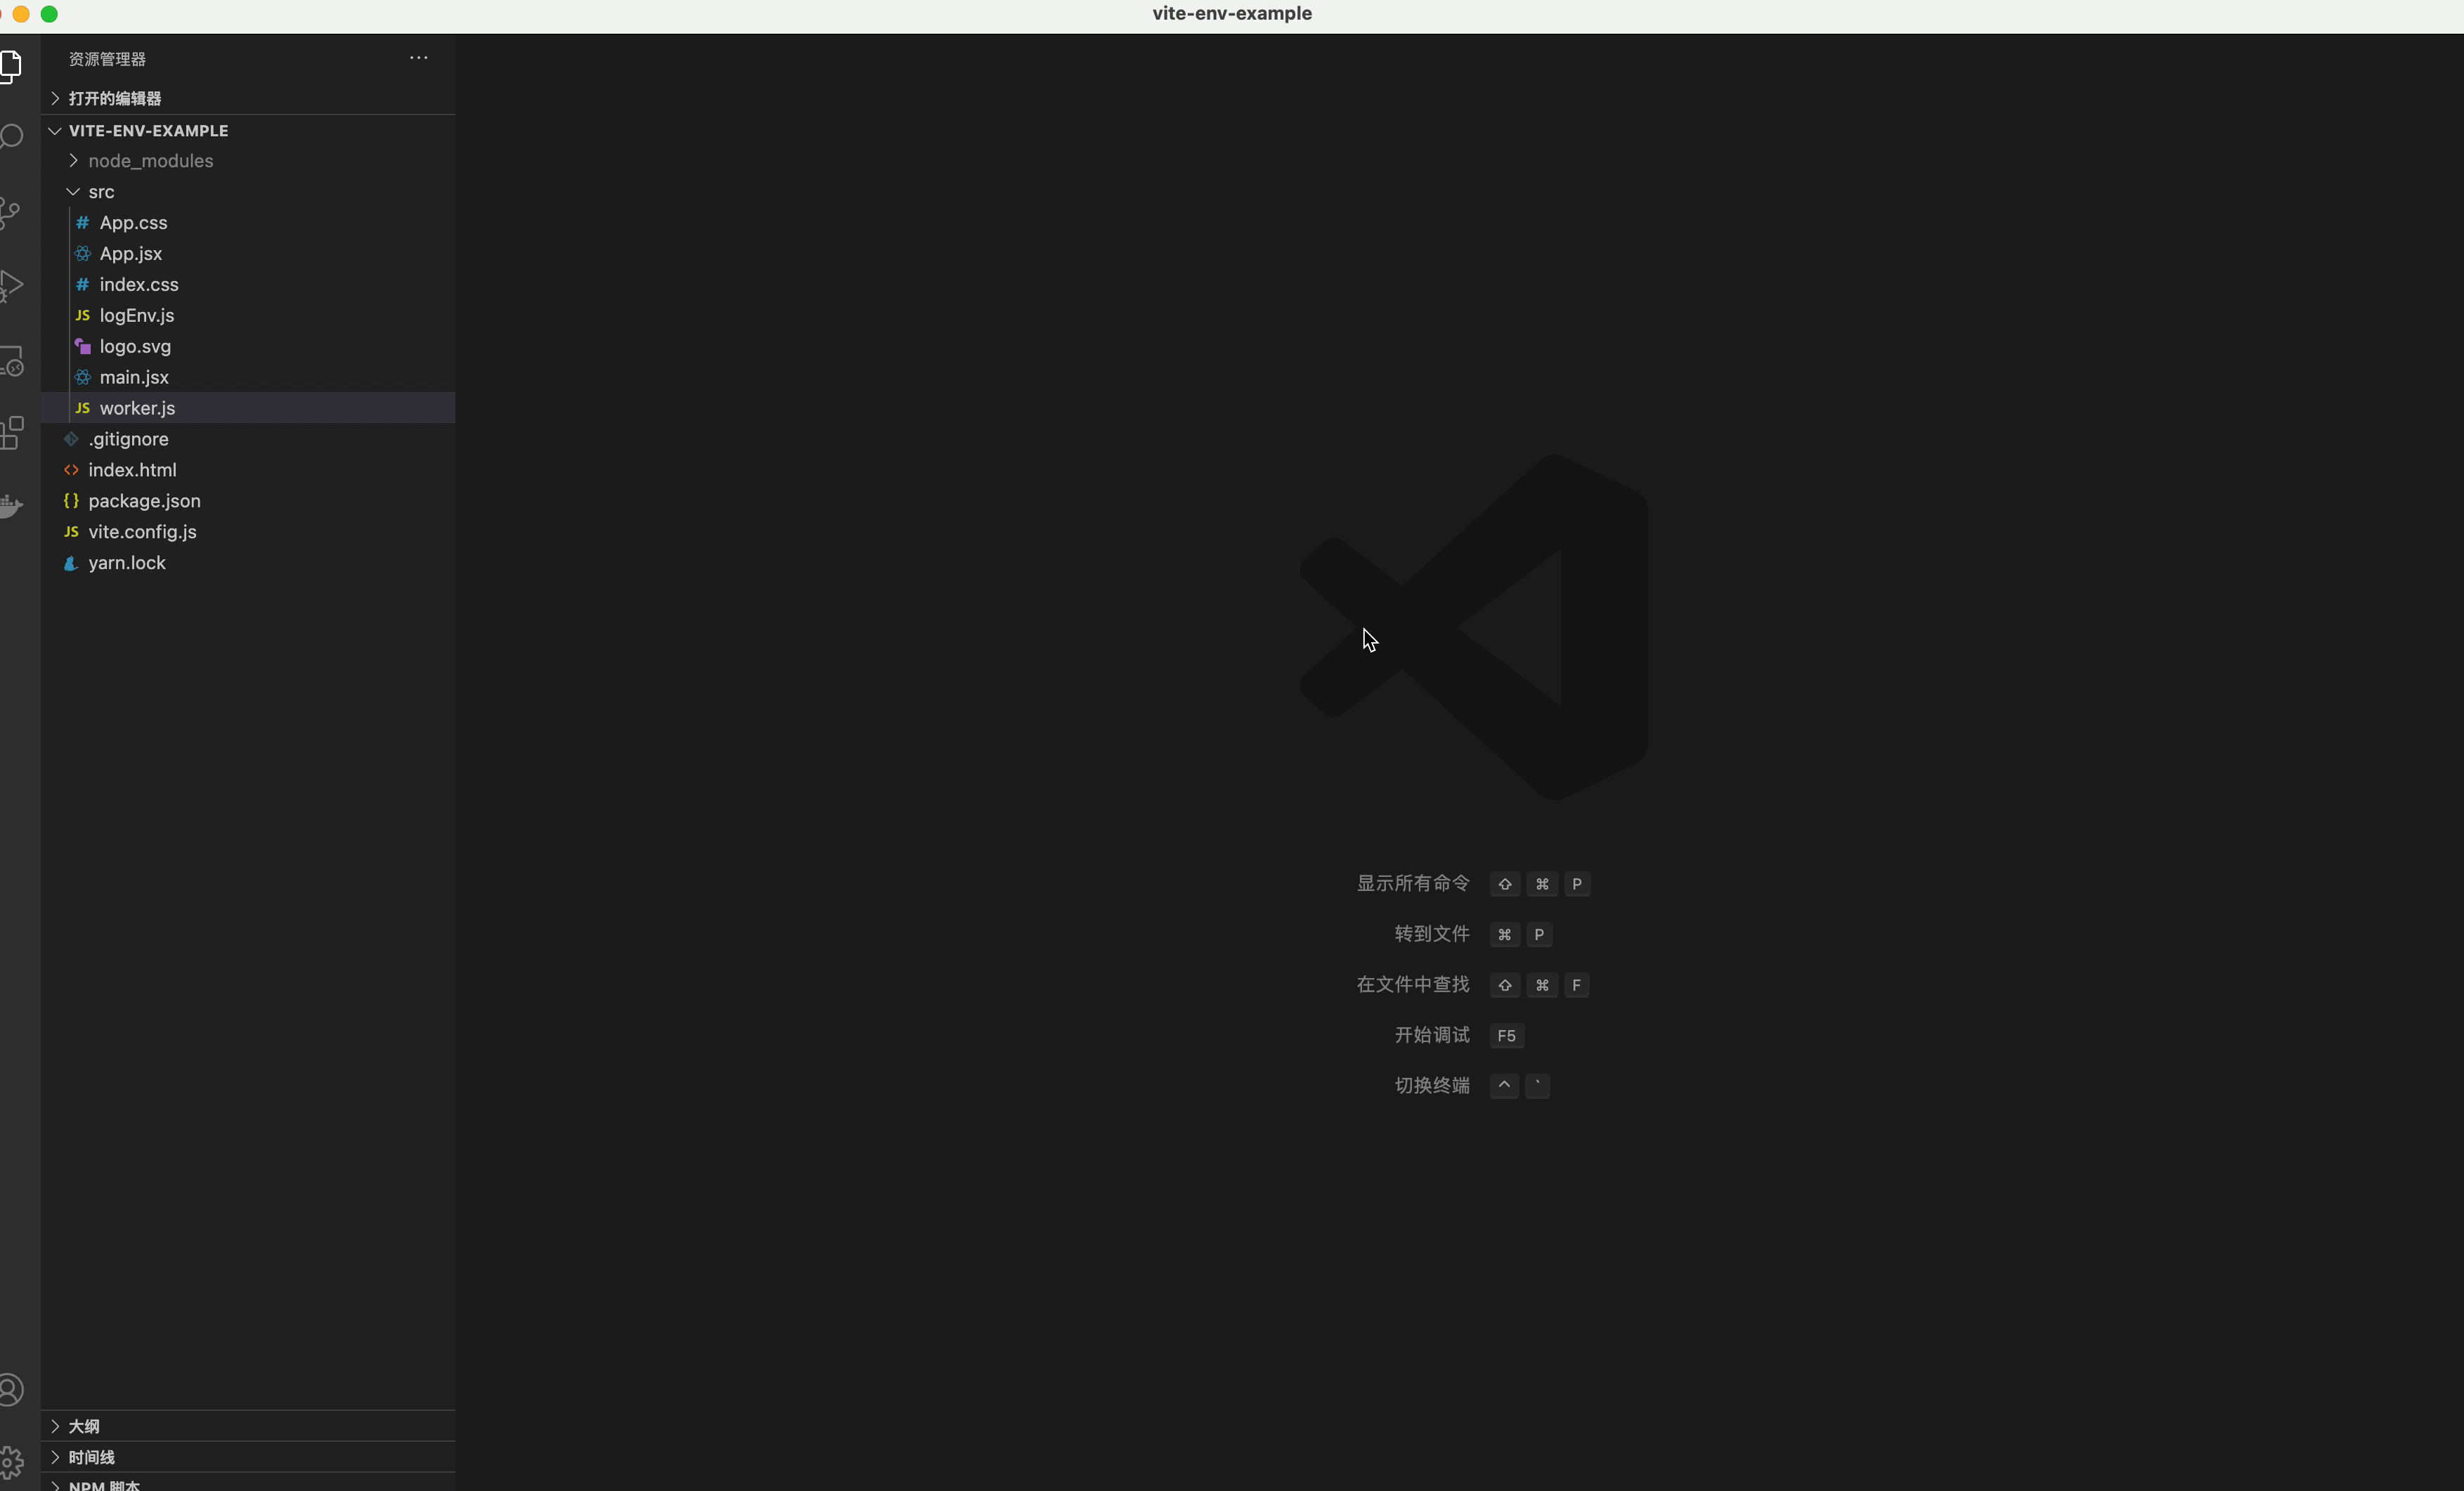 vite-env-example
资源管理器
打开的编辑器
VITE-ENV-EXAMPLE
node_modules
src
# App.css
App.jsx
# index.css
JS logEnv.js
logo.svg
main.jsx
JS worker.js
.gitignore
<> index.html
{} package.json
JS vite.config.js
yarn.lock
显示所有命令 ⇧ ⌘ P
转到文件 ⌘ P
在文件中查找 ⇧ ⌘ F
开始调试 F5
切换终端 ^ `
大纲
时间线
NPM 脚本